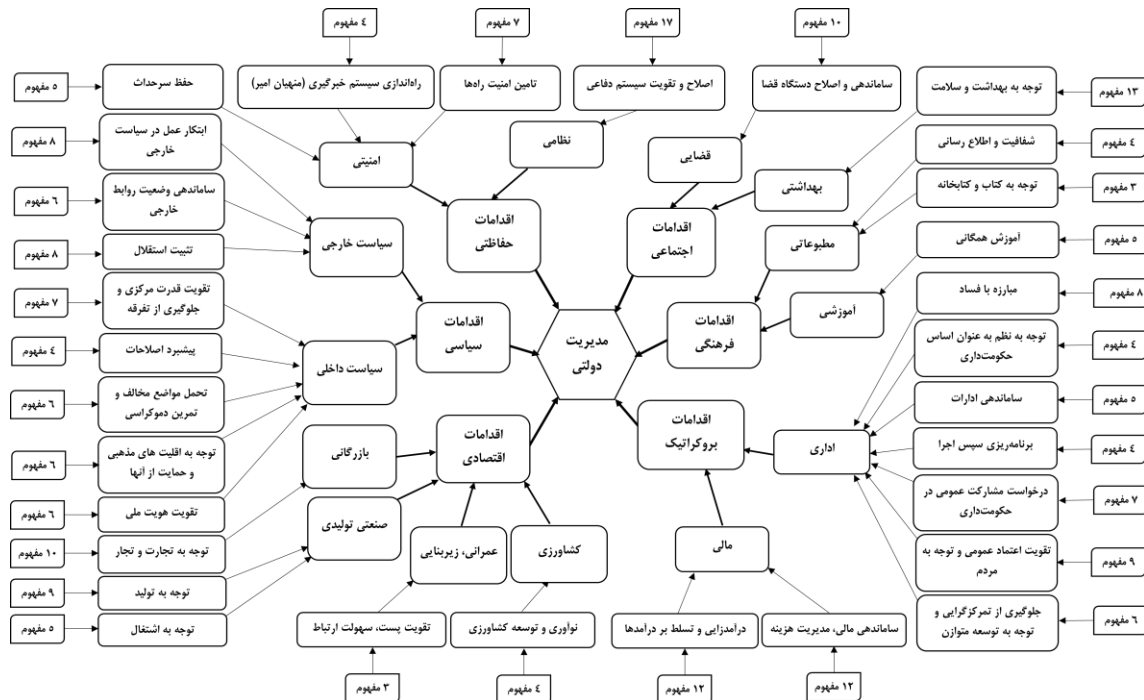 ۴ مفهوم
۷ مفهوم
۱۷ مفهوم
۱۰ مفهوم
راه‌اندازی سیستم خبرگیری (منهیان امیر)
تامین امنیت راه‌ها
اصلاح و تقویت سیستم دفاعی
ساماندهی و اصلاح دستگاه قضا
توجه به بهداشت و سلامت
۱۳ مفهوم
شفافیت و اطلاع رسانی
۴ مفهوم
توجه به کتاب و کتابخانه
۳ مفهوم
آموزش همگانی
۵ مفهوم
مبارزه با فساد
۸ مفهوم
توجه به نظم به عنوان اساس
حکومت‌داری
۴ مفهوم
ساماندهی ادارات
۵ مفهوم
برنامه‌ریزی سپس اجرا
۴ مفهوم
درخواست مشارکت عمومی در
حکومت‌داری
۷ مفهوم
تقویت اعتماد عمومی و توجه به
مردم
۹ مفهوم
جلوگیری از تمرکزگرایی و
توجه به توسعه متوازن
۶ مفهوم
قضایی
بهداشتی
مطبوعاتی
آموزشی
اداری
مالی
نظامی
امنیتی
سیاست خارجی
سیاست داخلی
بازرگانی
صنعتی تولیدی
عمرانی، زیربنایی
کشاورزی
اقدامات
اجتماعی
اقدامات
حفاظتی
اقدامات
فرهنگی
اقدامات
سیاسی
مدیریت
دولتی
اقدامات
بروکراتیک
اقدامات
اقتصادی
حفظ سرحدات
۵ مفهوم
ابتکار عمل در سیاست
خارجی
۸ مفهوم
ساماندهی وضعیت روابط
خارجی
۶ مفهوم
تثبیت استقلال
۸ مفهوم
تقویت قدرت مرکزی و
جلوگیری از تفرقه
۷ مفهوم
پیشبرد اصلاحات
۴ مفهوم
تحمل مواضع مخالف و
تمرین دموکراسی
۶ مفهوم
توجه به اقلیت های مذهبی
و حمایت از آنها
۶ مفهوم
تقویت هویت ملی
۶ مفهوم
توجه به تجارت و تجار
۱۰ مفهوم
توجه به تولید
۹ مفهوم
توجه به اشتغال
۵ مفهوم
ساماندهی مالی، مدیریت هزینه
درآمدزایی و تسلط بر درآمدها
نوآوری و توسعه کشاورزی
تقویت پست، سهولت ارتباط
۱۲ مفهوم
۱۲ مفهوم
۴ مفهوم
۳ مفهوم